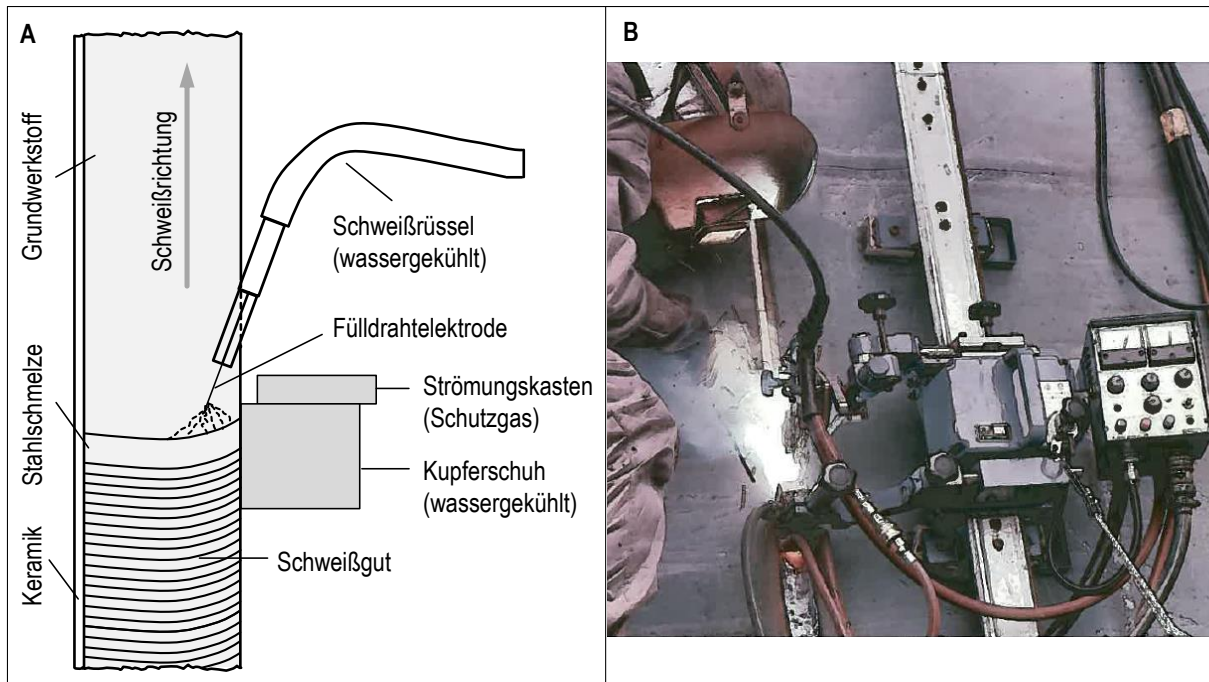 A
B
Grundwerkstoff
Schweißrichtung
Schweißrüssel
(wassergekühlt)
Fülldrahtelektrode
Strömungskasten
(Schutzgas)
Stahlschmelze
Kupferschuh
(wassergekühlt)
Schweißgut
Keramik